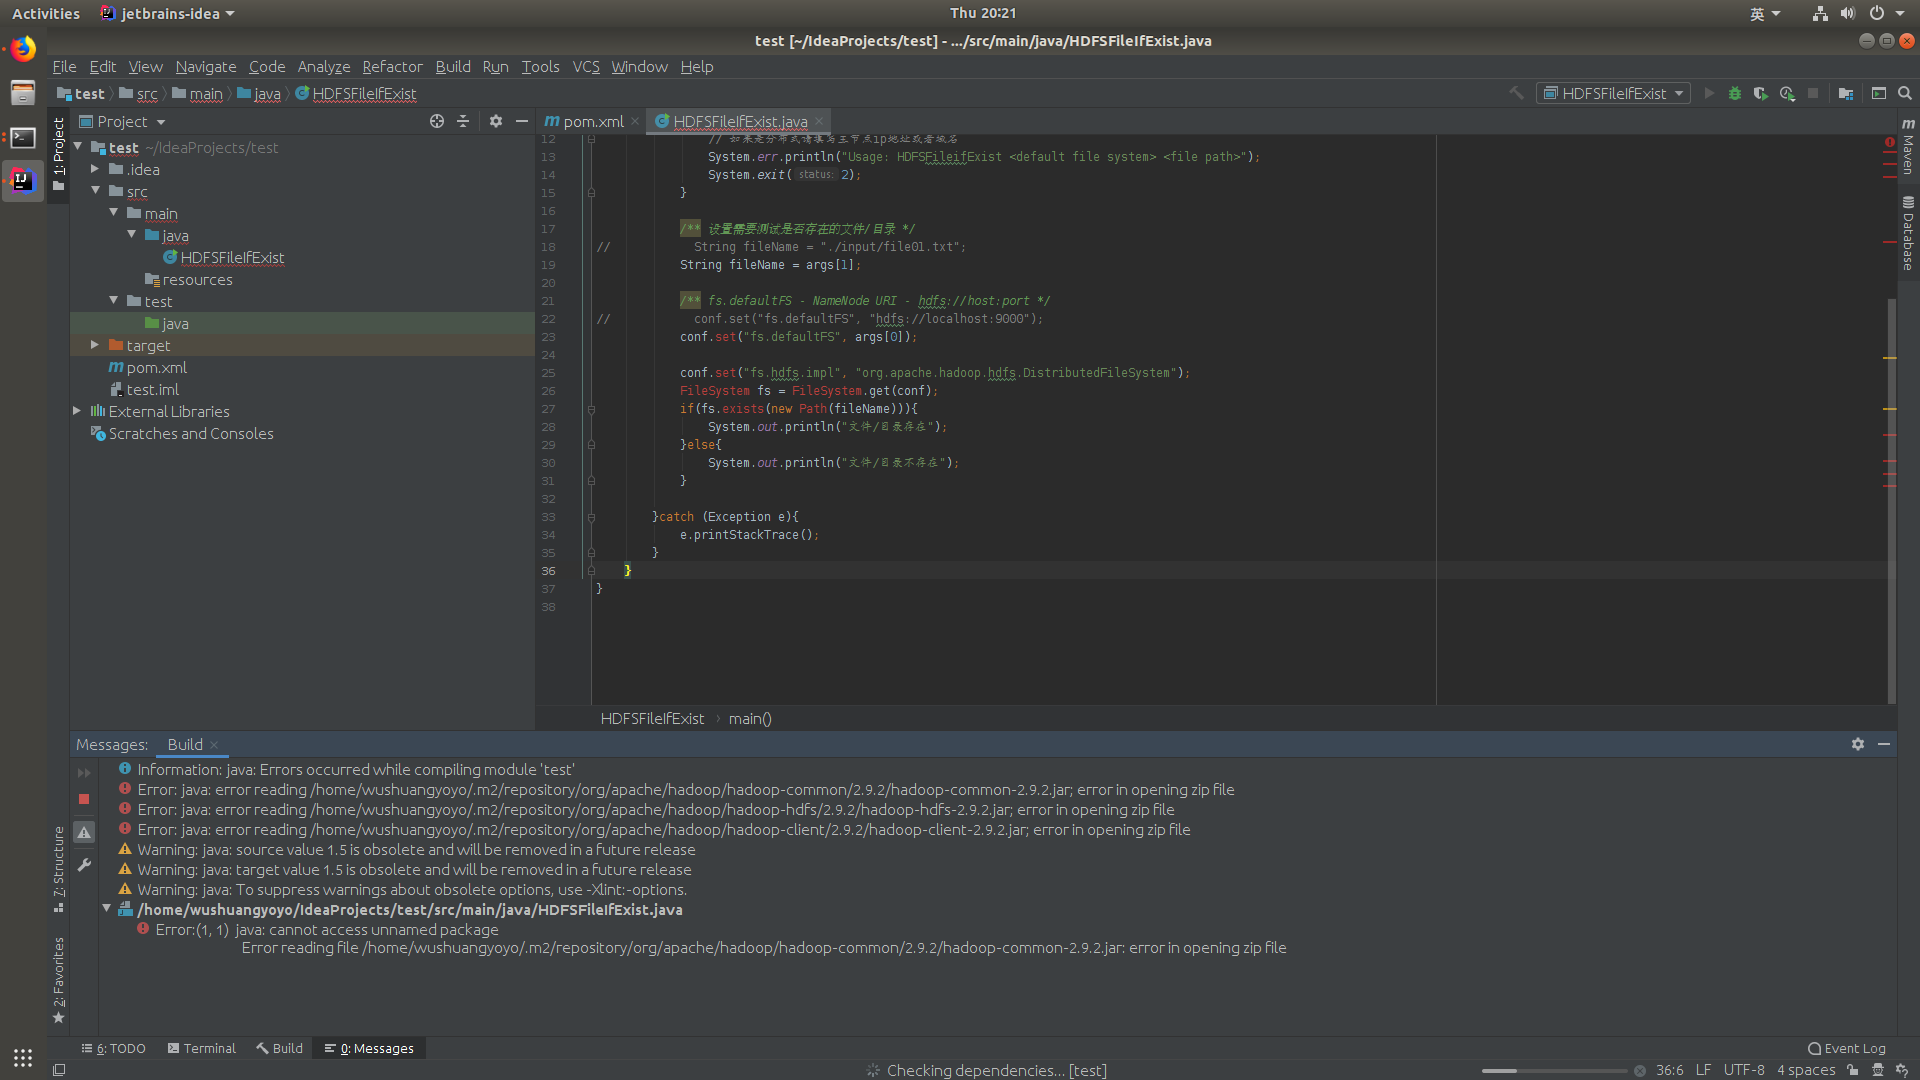 Activities
jetbrains-idea
Thu 20:21
英
test [~/IdeaProjects/test] - .../src/main/java/HDFSFileIfExist.java
File Edit View Navigate Code Analyze Refactor Build Run Tools VCS Window Help
test src main java HDFSFileIfExist
HDFSFileIfExist
1: Project
Project
test ~/IdeaProjects/test
.idea
src
main
java
HDFSFileIfExist
resources
test
java
target
pom.xml
test.iml
External Libraries
Scratches and Consoles
pom.xml
HDFSFileIfExist.java
12 // 如果是分布式请填写主节点ip地址或者域名
13 System.err.println("Usage: HDFSFileifExist <default file system> <file path>");
14 System.exit( status: 2);
15 }
16
17 /** 设置需要测试是否存在的文件/目录 */
18 // String fileName = "./input/file01.txt";
19 String fileName = args[1];
20
21 /** fs.defaultFS - NameNode URI - hdfs://host:port */
22 // conf.set("fs.defaultFS", "hdfs://localhost:9000");
23 conf.set("fs.defaultFS", args[0]);
24
25 conf.set("fs.hdfs.impl", "org.apache.hadoop.hdfs.DistributedFileSystem");
26 FileSystem fs = FileSystem.get(conf);
27 if(fs.exists(new Path(fileName))){
28 System.out.println("文件/目录存在");
29 }else{
30 System.out.println("文件/目录不存在");
31 }
32
33 }catch (Exception e){
34 e.printStackTrace();
35 }
36 }
37 }
38
HDFSFileIfExist main()
Maven
Database
Messages: Build
Information: java: Errors occurred while compiling module 'test'
Error: java: error reading /home/wushuangyoyo/.m2/repository/org/apache/hadoop/hadoop-common/2.9.2/hadoop-common-2.9.2.jar; error in opening zip file
Error: java: error reading /home/wushuangyoyo/.m2/repository/org/apache/hadoop/hadoop-hdfs/2.9.2/hadoop-hdfs-2.9.2.jar; error in opening zip file
Error: java: error reading /home/wushuangyoyo/.m2/repository/org/apache/hadoop/hadoop-client/2.9.2/hadoop-client-2.9.2.jar; error in opening zip file
Warning: java: source value 1.5 is obsolete and will be removed in a future release
Warning: java: target value 1.5 is obsolete and will be removed in a future release
Warning: java: To suppress warnings about obsolete options, use -Xlint:-options.
/home/wushuangyoyo/IdeaProjects/test/src/main/java/HDFSFileIfExist.java
Error:(1, 1) java: cannot access unnamed package
Error reading file /home/wushuangyoyo/.m2/repository/org/apache/hadoop/hadoop-common/2.9.2/hadoop-common-2.9.2.jar: error in opening zip file
7: Structure
2: Favorites
6: TODO Terminal Build 0: Messages
Event Log
Checking dependencies... [test]
36:6 LF UTF-8 4 spaces